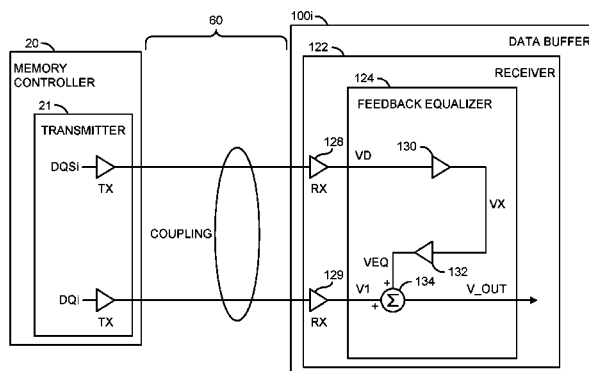 100i
60
20
122
DATA BUFFER
MEMORY
CONTROLLER
124
RECEIVER
21
FEEDBACK EQUALIZER
TRANSMITTER
128
130
DQSi
VD
TX
RX
VX
COUPLING
VEQ
132
129
134
DQi
V1
+
+
Σ
V_OUT
TX
RX